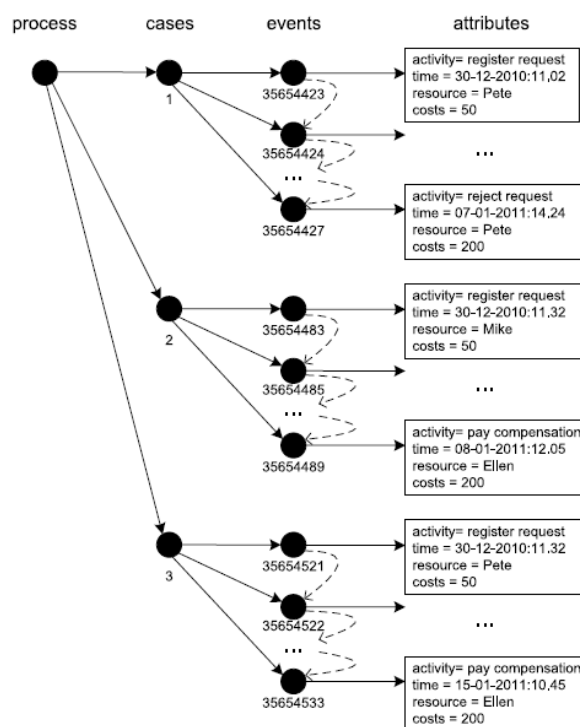 process cases events attributes
35654423
1
activity= register request
time = 30-12-2010:11.02
resource = Pete
costs = 50
35654424
...
...
35654427
activity= reject request
time = 07-01-2011:14.24
resource = Pete
costs = 200
2
35654483
activity= register request
time = 30-12-2010:11.32
resource = Mike
costs = 50
35654485
...
...
35654489
activity= pay compensation
time = 08-01-2011:12.05
resource = Ellen
costs = 200
3
35654521
activity= register request
time = 30-12-2010:11.32
resource = Pete
costs = 50
35654522
...
...
35654533
activity= pay compensation
time = 15-01-2011:10.45
resource = Ellen
costs = 200